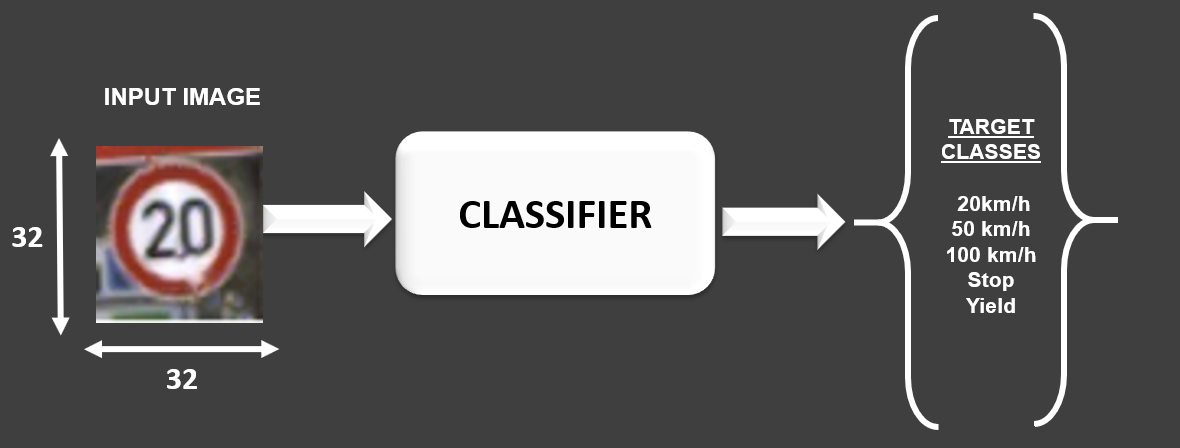 INPUT IMAGE
32
20
32
CLASSIFIER
TARGET
CLASSES
20km/h
50 km/h
100 km/h
Stop
Yield